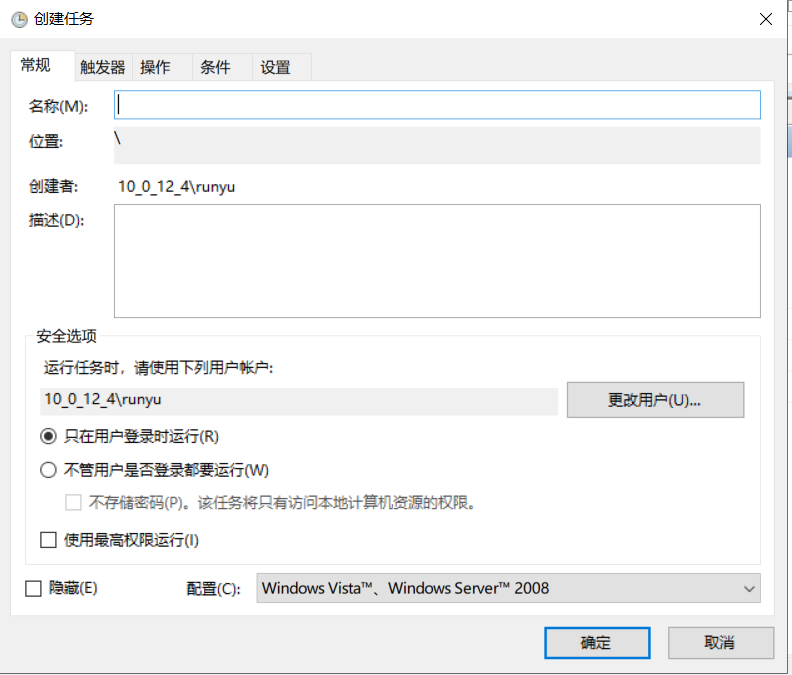 创建任务
常规 触发器 操作 条件 设置
名称(M):
位置: \
创建者: 10_0_12_4\runyu
描述(D):
安全选项
运行任务时，请使用下列用户帐户:
10_0_12_4\runyu 更改用户(U)...
只在用户登录时运行(R)
不管用户是否登录都要运行(W)
不存储密码(P)。该任务将只有访问本地计算机资源的权限。
使用最高权限运行(I)
隐藏(E) 配置(C): Windows Vista™、Windows Server™ 2008
确定 取消